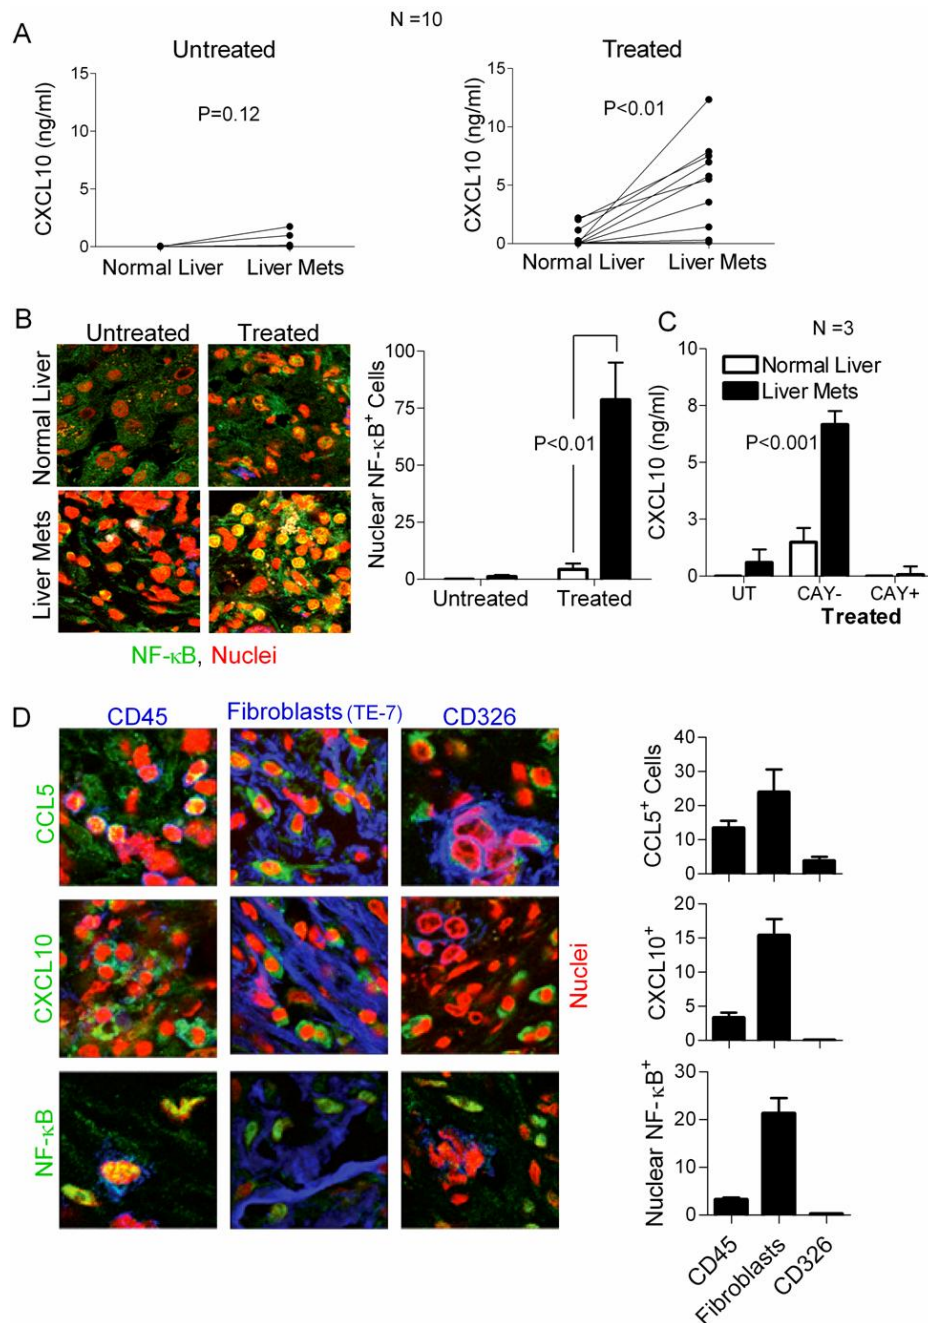 N =10
A
Untreated
Treated
CXCL10 (ng/ml)
15
10
5
0
P=0.12
Normal Liver
Liver Mets
CXCL10 (ng/ml)
15
10
5
0
P<0.01
Normal Liver
Liver Mets
B
Untreated
Treated
Normal Liver
Liver Mets
NF-κB, Nuclei
Nuclear NF-κB⁺ Cells
100
75
50
25
0
P<0.01
Untreated
Treated
C
N =3
CXCL10 (ng/ml)
10
8
5
3
0
Normal Liver
Liver Mets
P<0.001
UT
CAY-
CAY+
Treated
D
CD45
Fibroblasts (TE-7)
CD326
CCL5
CXCL10
NF-κB
Nuclei
CCL5⁺ Cells
40
30
20
10
0
CXCL10⁺
20
15
10
5
0
Nuclear NF-κB⁺
20
10
0
CD45
Fibroblasts
CD326